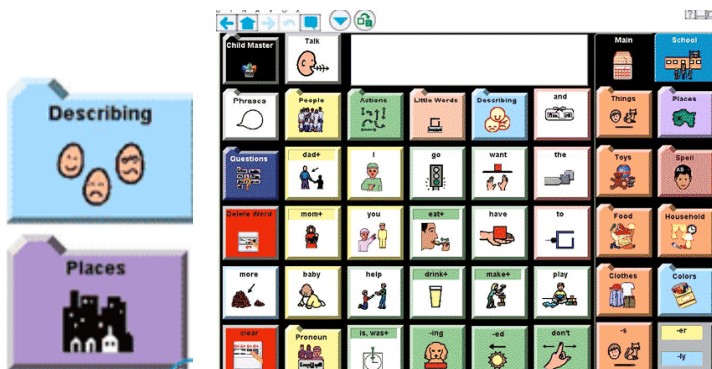 Describing
Places
Child Master
Talk
Main
School
Phrases
People
Actions
Little Words
Describing
and
Things
Places
Questions
dad+
I
go
want
the
Toys
Spell
Delete Word
mom+
you
eat+
have
to
Food
Household
more
baby
help
drink+
make+
play
Clothes
Colors
clear
Pronoun
is, was+
-ing
-ed
don't
-s
-er
-ly